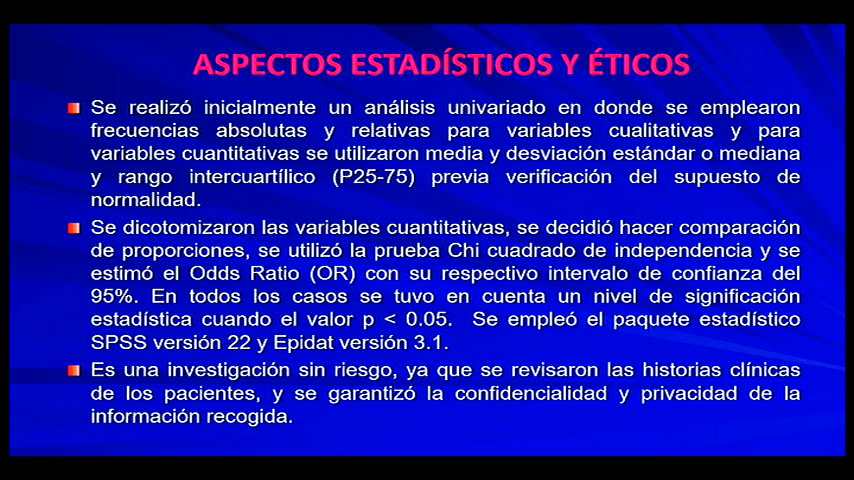 ASPECTOS ESTADÍSTICOS Y ÉTICOS
Se realizó inicialmente un análisis univariado en donde se emplearon
frecuencias absolutas y relativas para variables cualitativas y para
variables cuantitativas se utilizaron media y desviación estándar o mediana
y rango intercuartílico (P25-75) previa verificación del supuesto de
normalidad.
Se dicotomizaron las variables cuantitativas, se decidió hacer comparación
de proporciones, se utilizó la prueba Chi cuadrado de independencia y se
estimó el Odds Ratio (OR) con su respectivo intervalo de confianza del
95%. En todos los casos se tuvo en cuenta un nivel de significación
estadística cuando el valor p < 0.05. Se empleó el paquete estadístico
SPSS versión 22 y Epidat versión 3.1.
Es una investigación sin riesgo, ya que se revisaron las historias clínicas
de los pacientes, y se garantizó la confidencialidad y privacidad de la
información recogida.